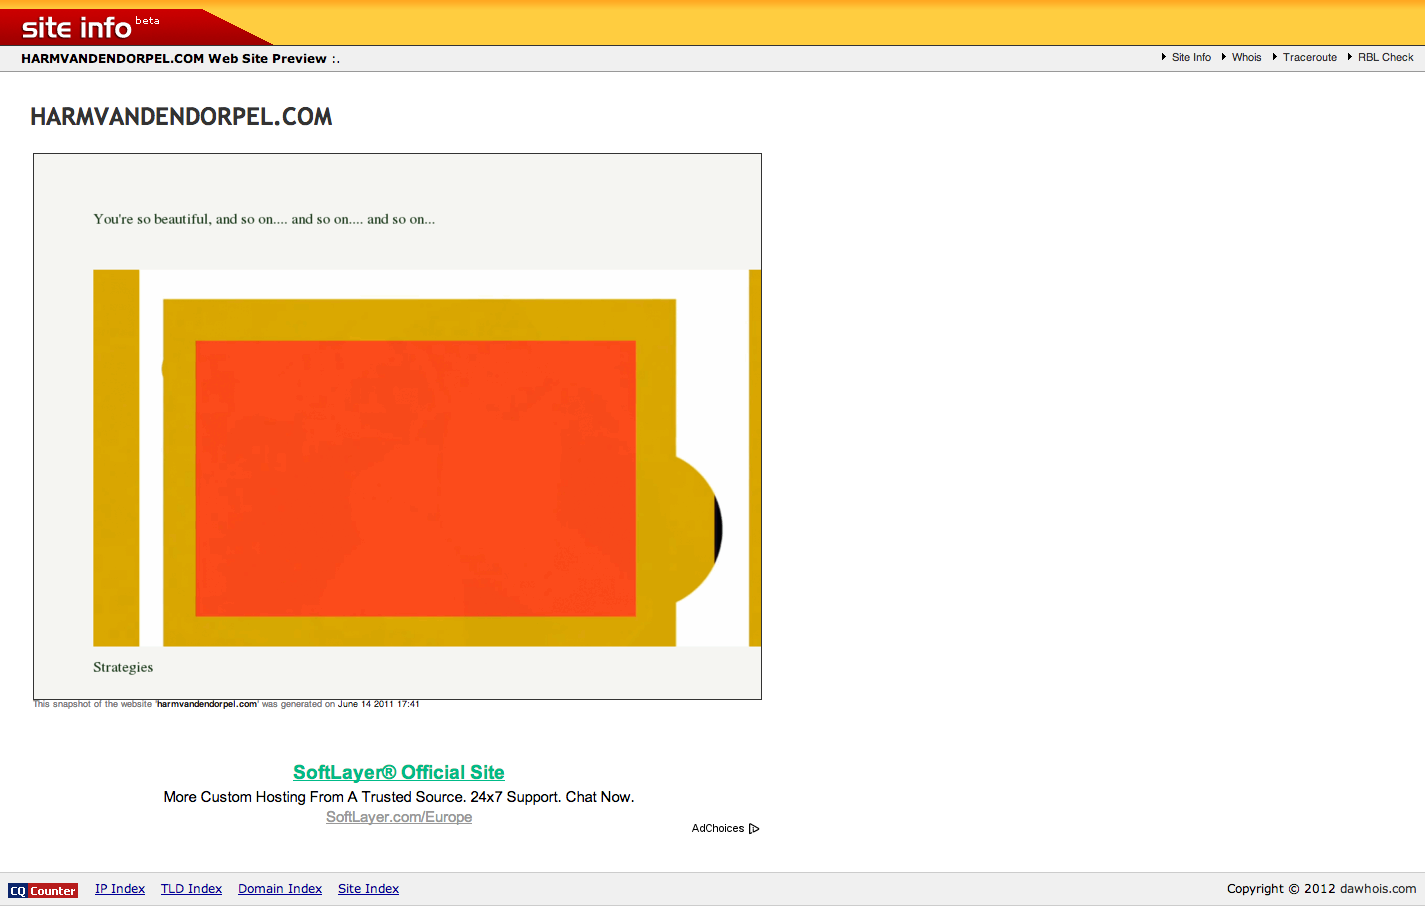 site info beta
HARMVANDENDORPEL.COM Web Site Preview :.
Site Info Whois Traceroute RBL Check
HARMVANDENDORPEL.COM
You're so beautiful, and so on.... and so on.... and so on...
Strategies
This snapshot of the website 'harmvandendorpel.com' was generated on June 14 2011 17:41
SoftLayer® Official Site
More Custom Hosting From A Trusted Source. 24x7 Support. Chat Now.
SoftLayer.com/Europe
AdChoices
CQ Counter IP Index TLD Index Domain Index Site Index
Copyright © 2012 dawhois.com